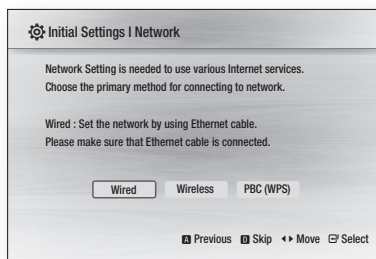 Initial Settings I Network
Network Setting is needed to use various Internet services.
Choose the primary method for connecting to network.
Wired : Set the network by using Ethernet cable.
Please make sure that Ethernet cable is connected.
Wired Wireless PBC (WPS)
A Previous D Skip Move Select